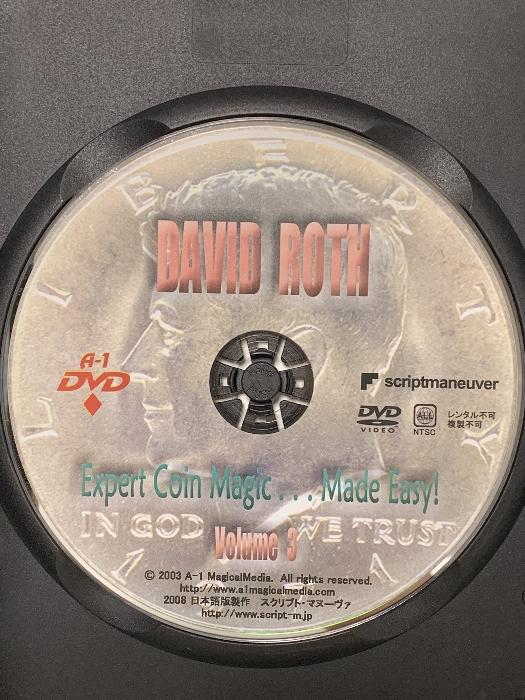 LIBERTY
DAVID ROTH
A-1
DVD
scriptmaneuver
DVD
VIDEO
ALL
NTSC
レンタル不可
複製不可
Expert Coin Magic . . . Made Easy!
IN GOD WE TRUST
Volume 3
1971
© 2003 A-1 MagicalMedia. All rights reserved.
http://www.a1magicalmedia.com/
2008 日本語版製作 スクリプト・マヌーヴァ
http://www.script-m.jp/